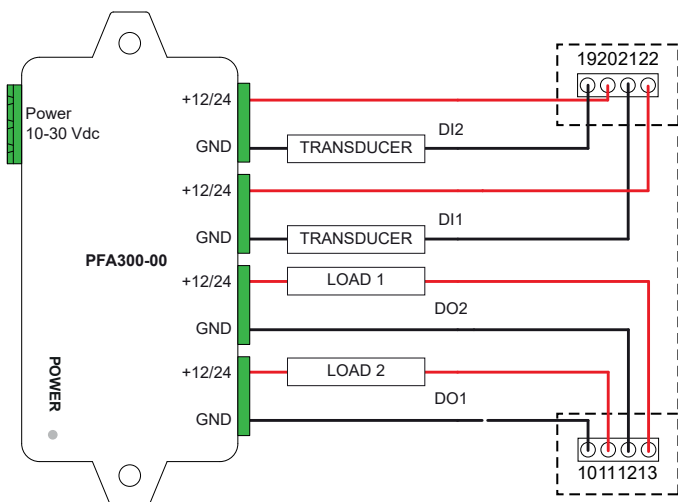 19202122
+12/24
Power
10-30 Vdc
DI2
GND
TRANSDUCER
+12/24
DI1
GND
TRANSDUCER
PFA300-00
+12/24
LOAD 1
DO2
GND
POWER
+12/24
LOAD 2
DO1
GND
10111213